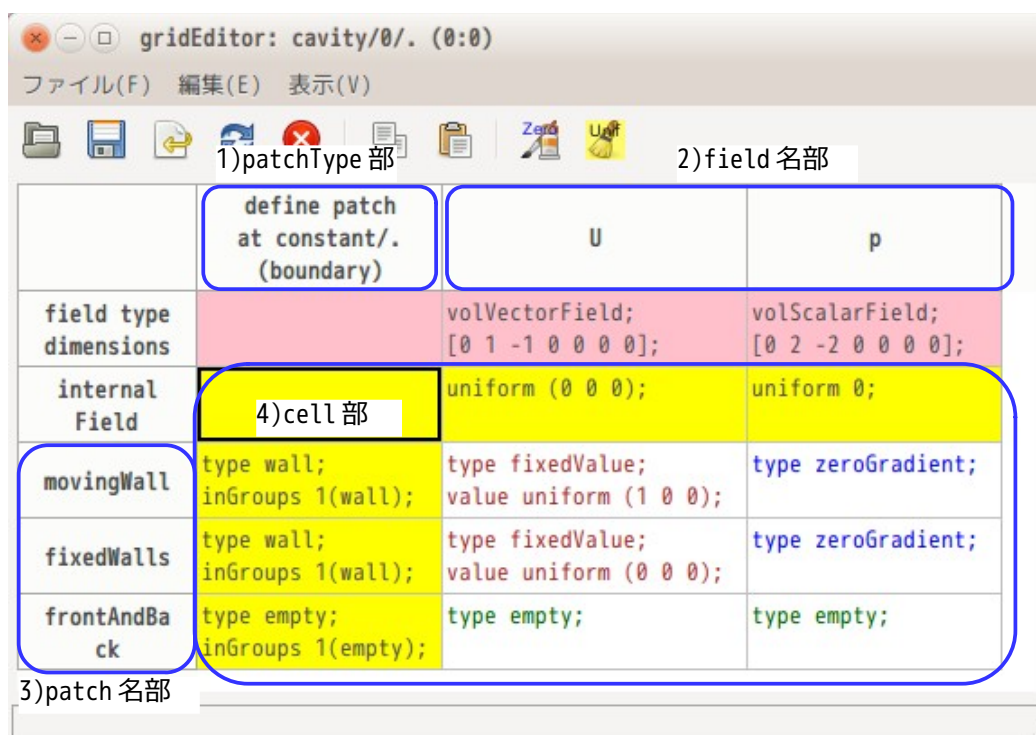 gridEditor: cavity/0/. (0:0)
ファイル(F) 編集(E) 表示(V)
Zero Unif
1)patchType 部 2)field 名部
define patch
at constant/.
(boundary)
U
p
field type
dimensions
volVectorField;
[0 1 -1 0 0 0 0];
volScalarField;
[0 2 -2 0 0 0 0];
internal
Field
4)cell 部
uniform (0 0 0);
uniform 0;
movingWall
type wall;
inGroups 1(wall);
type fixedValue;
value uniform (1 0 0);
type zeroGradient;
fixedWalls
type wall;
inGroups 1(wall);
type fixedValue;
value uniform (0 0 0);
type zeroGradient;
frontAndBa
ck
type empty;
inGroups 1(empty);
type empty;
type empty;
3)patch 名部